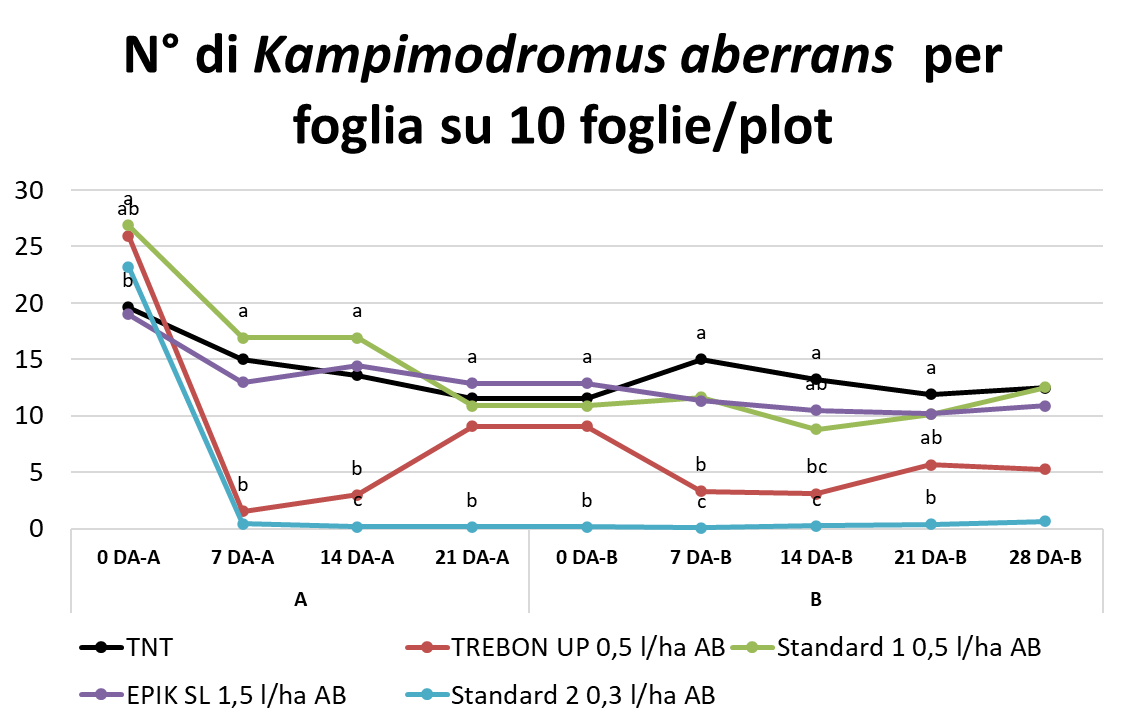 N° di Kampimodromus aberrans per
foglia su 10 foglie/plot
30
25
20
15
10
5
0
a
ab
b
a
b
a
b
c
a
b
a
b
a
b
c
a
ab
bc
c
a
ab
b
0 DA-A 7 DA-A 14 DA-A 21 DA-A 0 DA-B 7 DA-B 14 DA-B 21 DA-B 28 DA-B
A B
TNT TREBON UP 0,5 l/ha AB Standard 1 0,5 l/ha AB
EPIK SL 1,5 l/ha AB Standard 2 0,3 l/ha AB